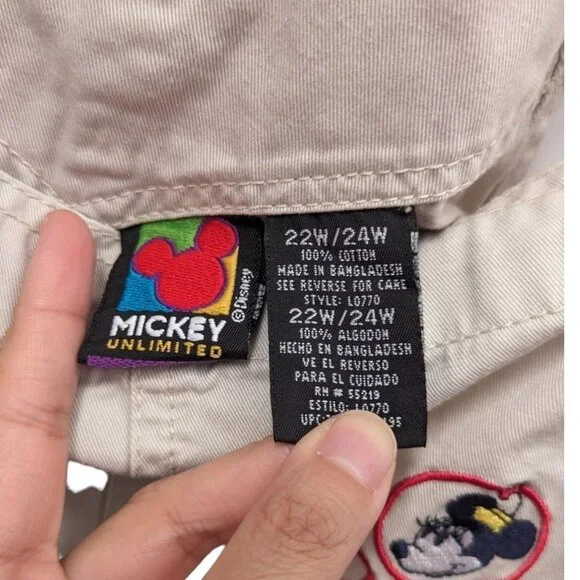 ©Disney
MICKEY
UNLIMITED
22W/24W
100% COTTON
MADE IN BANGLADESH
SEE REVERSE FOR CARE
STYLE: L0770
22W/24W
100% ALGODON
HECHO EN BANGLADESH
VE EL REVERSO
PARA EL CUIDADO
RN # 55219
ESTILO: L0770